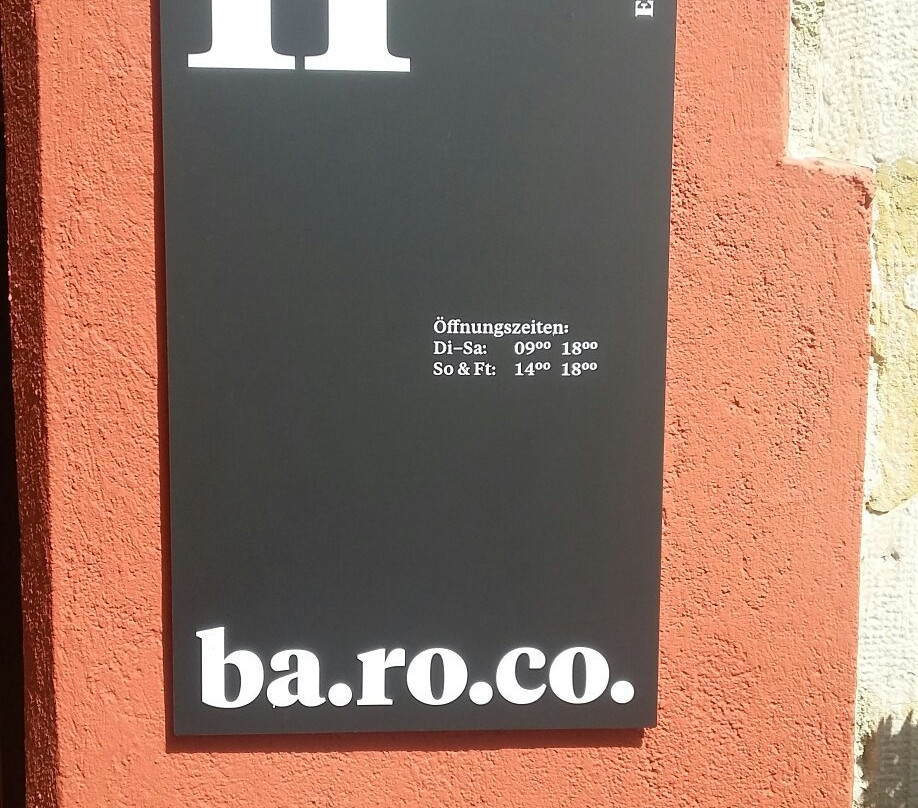 Öffnungszeiten:
Di–Sa: 09⁰⁰ 18⁰⁰
So & Ft: 14⁰⁰ 18⁰⁰
ba.ro.co.